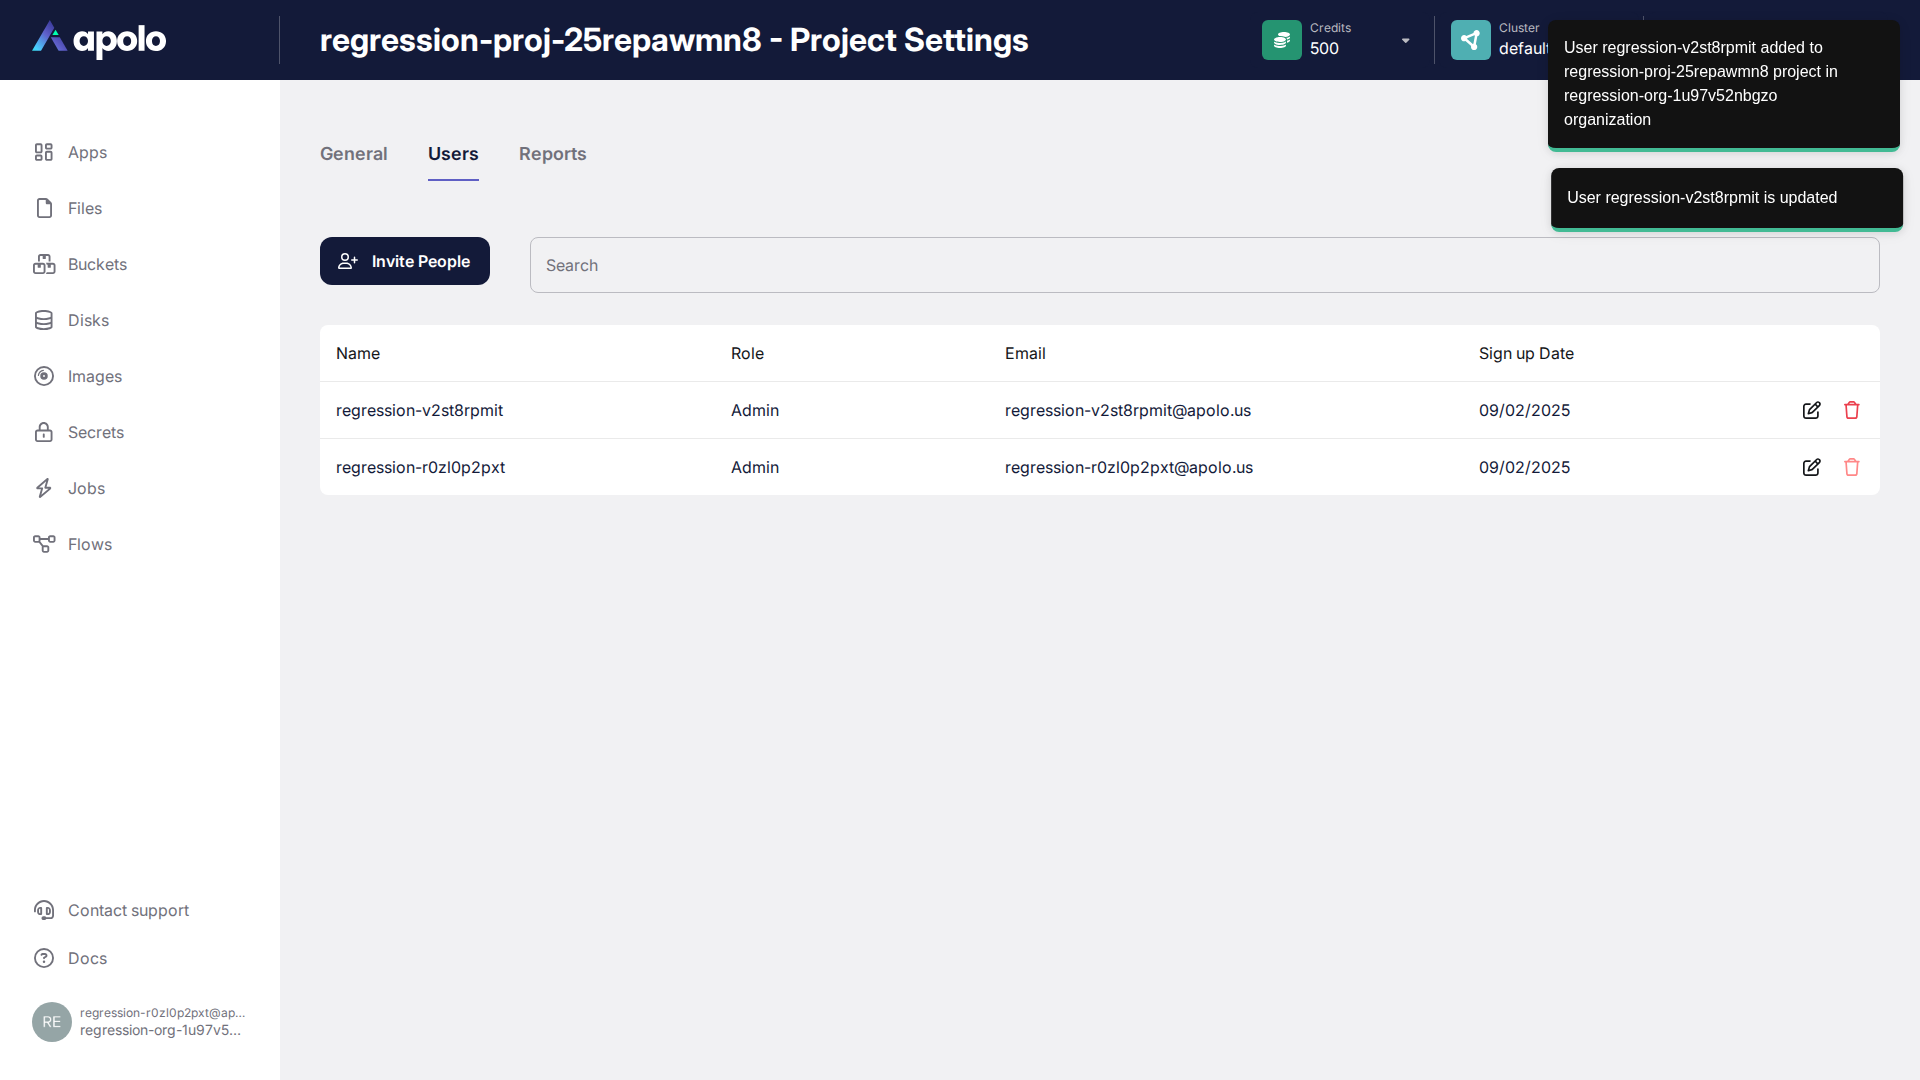 apolo
regression-proj-25repawmn8 - Project Settings
Credits
500
Cluster
default
User regression-v2st8rpmit added to
regression-proj-25repawmn8 project in
regression-org-1u97v52nbgzo
organization
User regression-v2st8rpmit is updated
Apps
Files
Buckets
Disks
Images
Secrets
Jobs
Flows
General Users Reports
Invite People
Search
Name Role Email Sign up Date
regression-v2st8rpmit Admin regression-v2st8rpmit@apolo.us 09/02/2025
regression-r0zl0p2pxt Admin regression-r0zl0p2pxt@apolo.us 09/02/2025
Contact support
Docs
RE
regression-r0zl0p2pxt@ap...
regression-org-1u97v5...